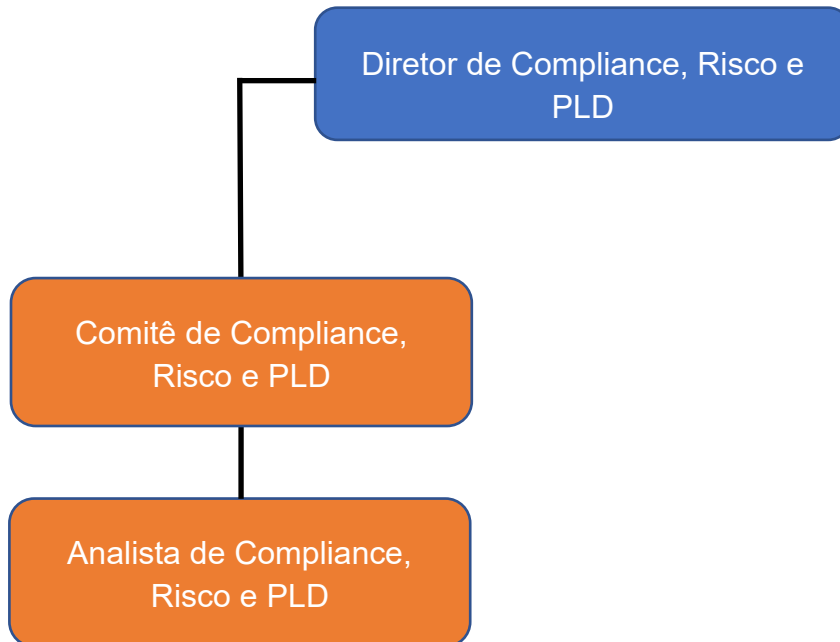 Diretor de Compliance, Risco e
PLD
Comitê de Compliance,
Risco e PLD
Analista de Compliance,
Risco e PLD